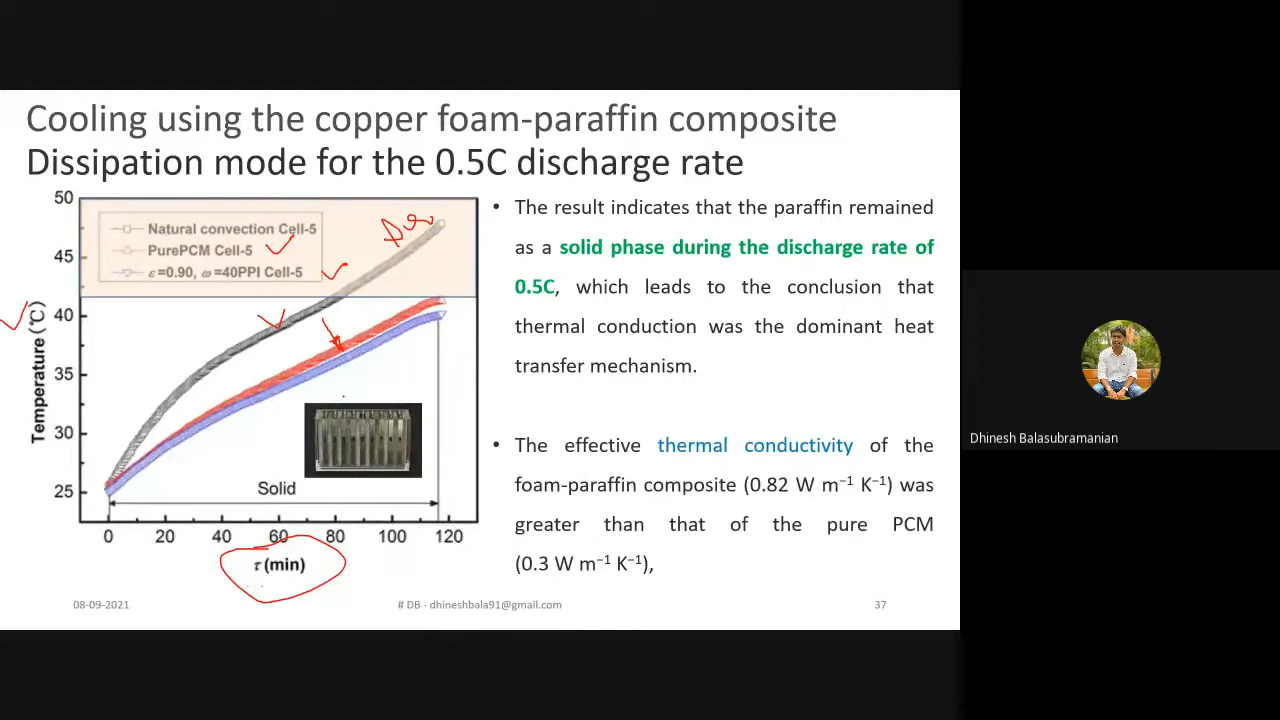 Cooling using the copper foam-paraffin composite
Dissipation mode for the 0.5C discharge rate
50
45
40
35
30
25
Temperature (℃)
Natural convection Cell-5
PurePCM Cell-5
ε=0.90, ω=40PPI Cell-5
Solid
0 20 40 60 80 100 120
τ (min)
• The result indicates that the paraffin remained
as a solid phase during the discharge rate of
0.5C, which leads to the conclusion that
thermal conduction was the dominant heat
transfer mechanism.
• The effective thermal conductivity of the
foam-paraffin composite (0.82 W m⁻¹ K⁻¹) was
greater than that of the pure PCM
(0.3 W m⁻¹ K⁻¹),
08-09-2021
# DB - dhineshbala91@gmail.com
37
Dhinesh Balasubramanian